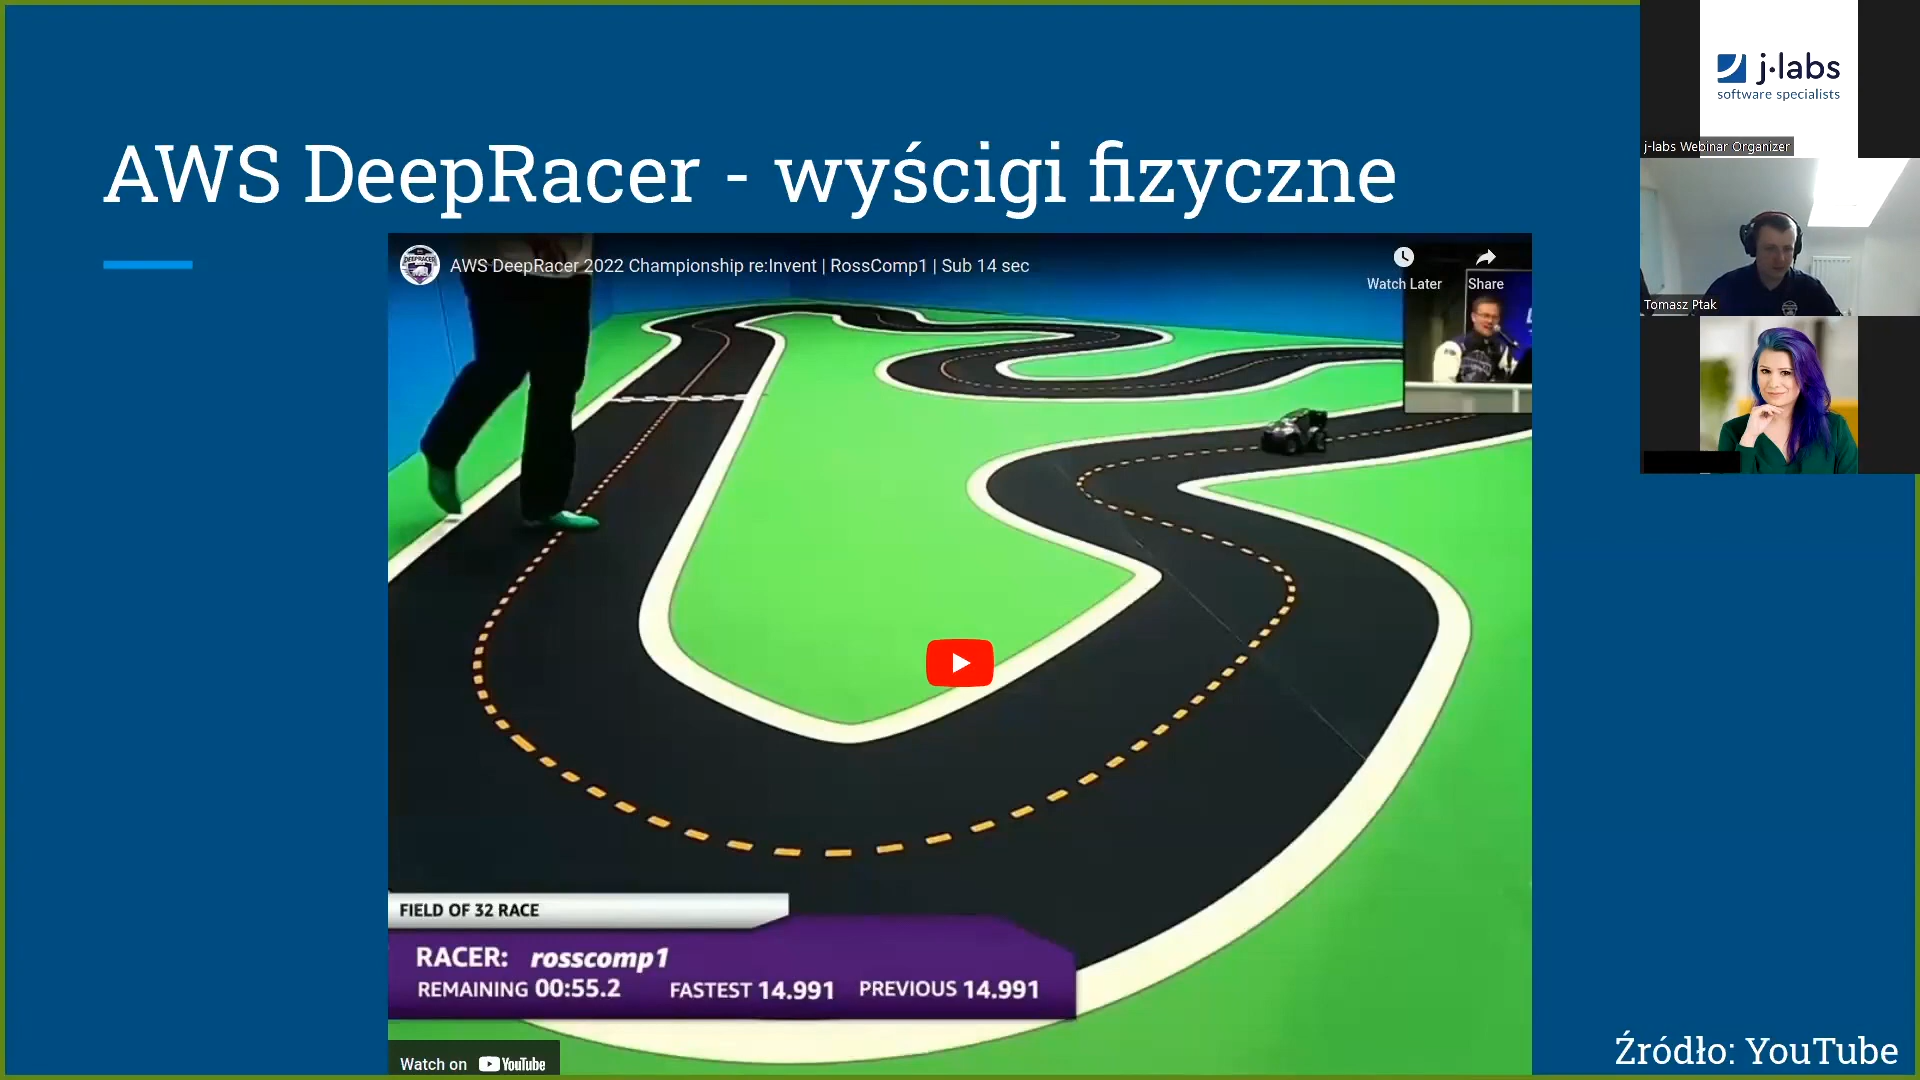 AWS DeepRacer - wyścigi fizyczne
AWS DeepRacer 2022 Championship re:Invent | RossComp1 | Sub 14 sec
Watch Later
Share
FIELD OF 32 RACE
RACER: rosscomp1
REMAINING 00:55.2 FASTEST 14.991 PREVIOUS 14.991
Watch on YouTube
Źródło: YouTube
j·labs
software specialists
j-labs Webinar Organizer
Tomasz Ptak